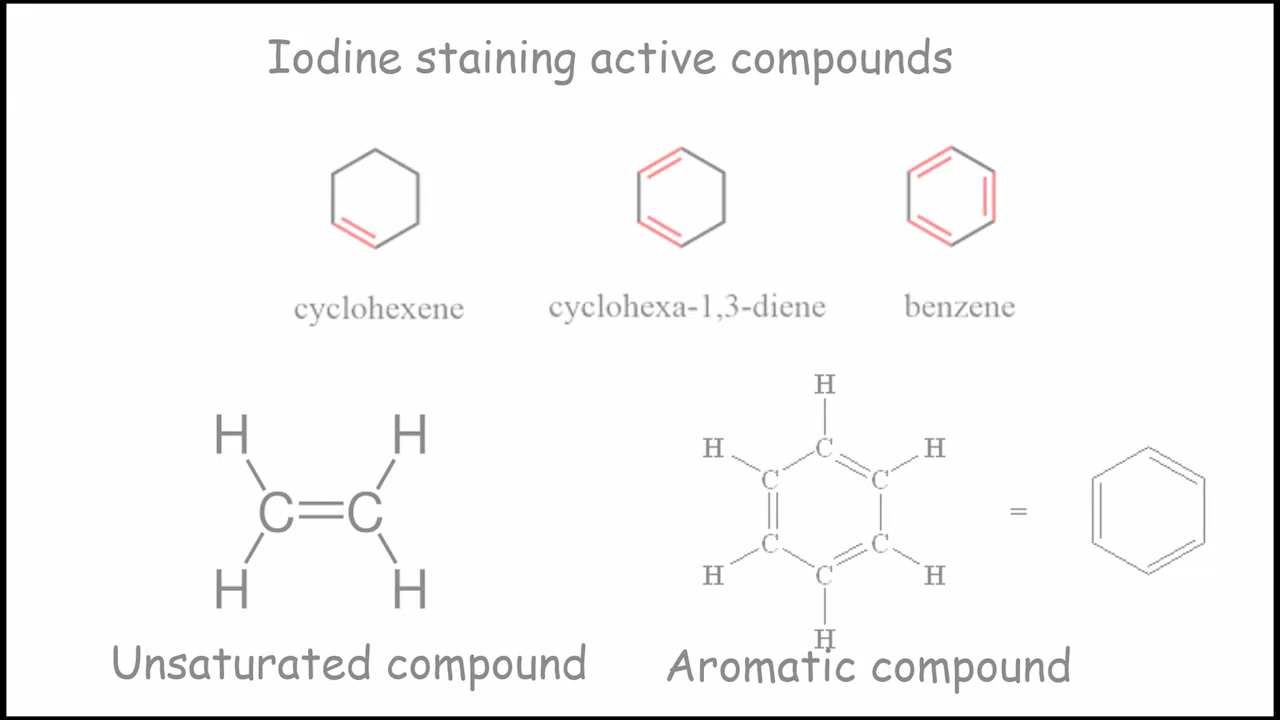 Iodine staining active compounds
cyclohexene
cyclohexa-1,3-diene
benzene
H H
C=C
H H
H
H C H
C C
=
C C
H C H
H
Unsaturated compound
Aromatic compound